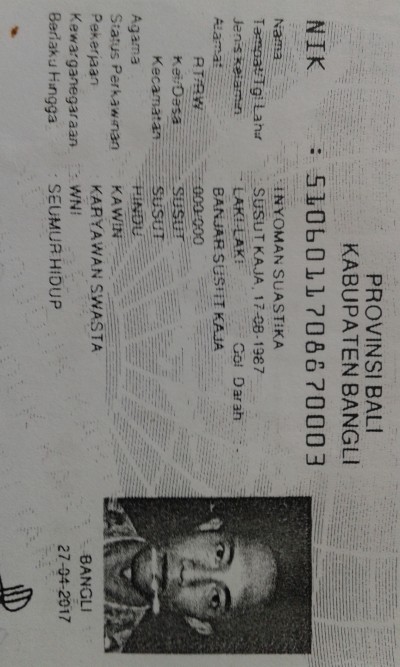 PROVINSI BALI
KABUPATEN BANGLI
NIK : 5106011708670003
Nama I NYOMAN SUASTIKA
Tempat/Tgl Lahir SUSUT KAJA, 17-08-1987
Jenis Kelamin LAKI-LAKI Gol Darah -
Alamat BANJAR SUSUT KAJA
RT/RW 000/000
Kel/Desa SUSUT
Kecamatan SUSUT
Agama HINDU
Status Perkawinan KAWIN
Pekerjaan KARYAWAN SWASTA
Kewarganegaraan : WNI
Berlaku Hingga : SEUMUR HIDUP
BANGLI
27-04-2017